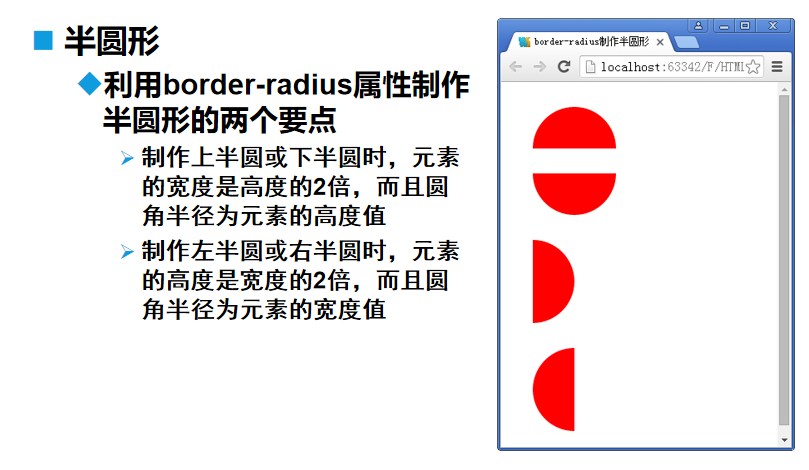 半圆形
利用border-radius属性制作
半圆形的两个要点
制作上半圆或下半圆时，元素
的宽度是高度的2倍，而且圆
角半径为元素的高度值
制作左半圆或右半圆时，元素
的高度是宽度的2倍，而且圆
角半径为元素的宽度值
border-radius制作半圆形
localhost:63342/F/HTMl